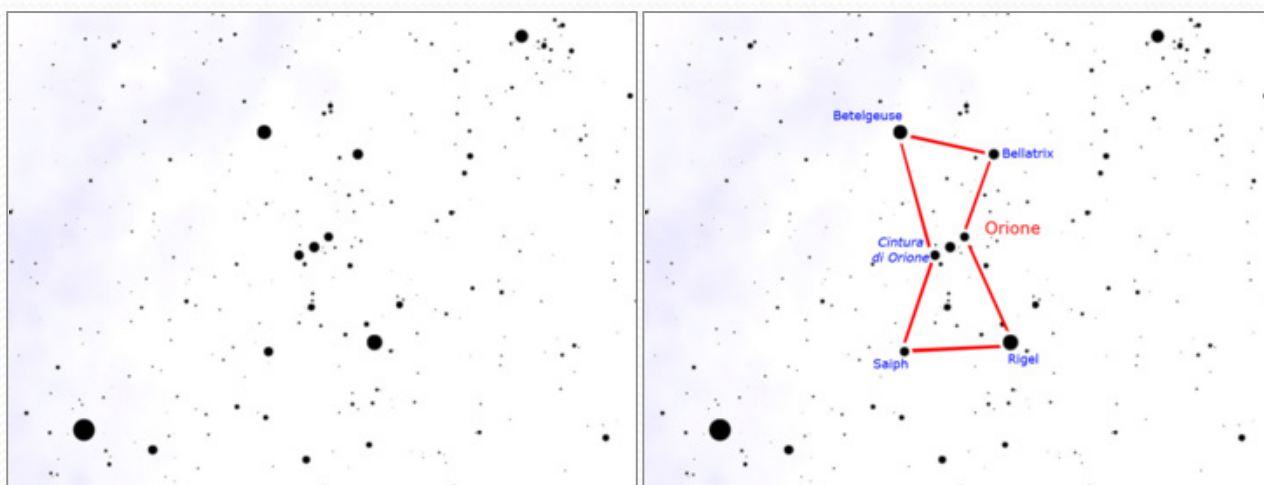 Betelgeuse
Bellatrix
Orione
Cintura
di Orione
Saiph
Rigel